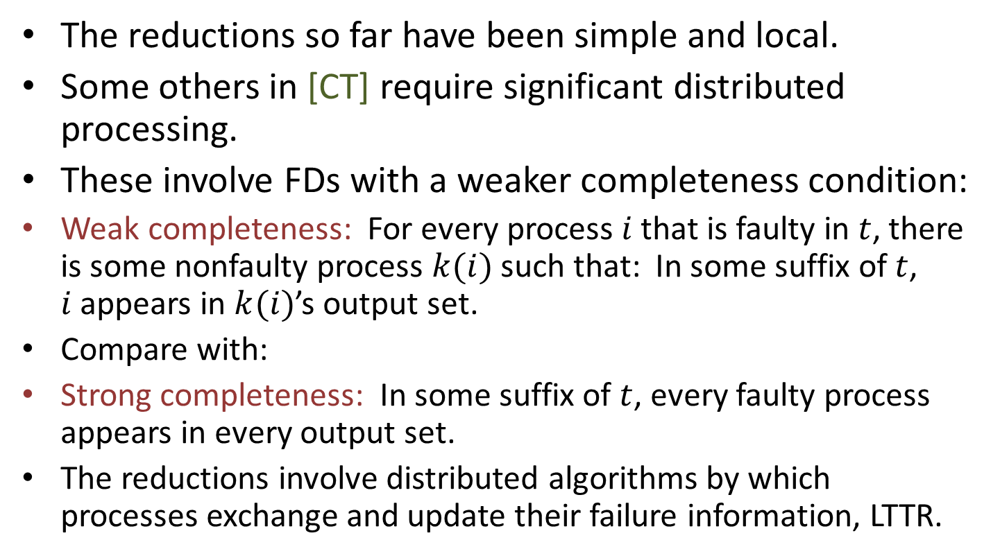 • The reductions so far have been simple and local.
• Some others in [CT] require significant distributed
processing.
• These involve FDs with a weaker completeness condition:
• Weak completeness: For every process 𝑖 that is faulty in 𝑡, there
is some nonfaulty process 𝑘(𝑖) such that: In some suffix of 𝑡,
𝑖 appears in 𝑘(𝑖)’s output set.
• Compare with:
• Strong completeness: In some suffix of 𝑡, every faulty process
appears in every output set.
• The reductions involve distributed algorithms by which
processes exchange and update their failure information, LTTR.